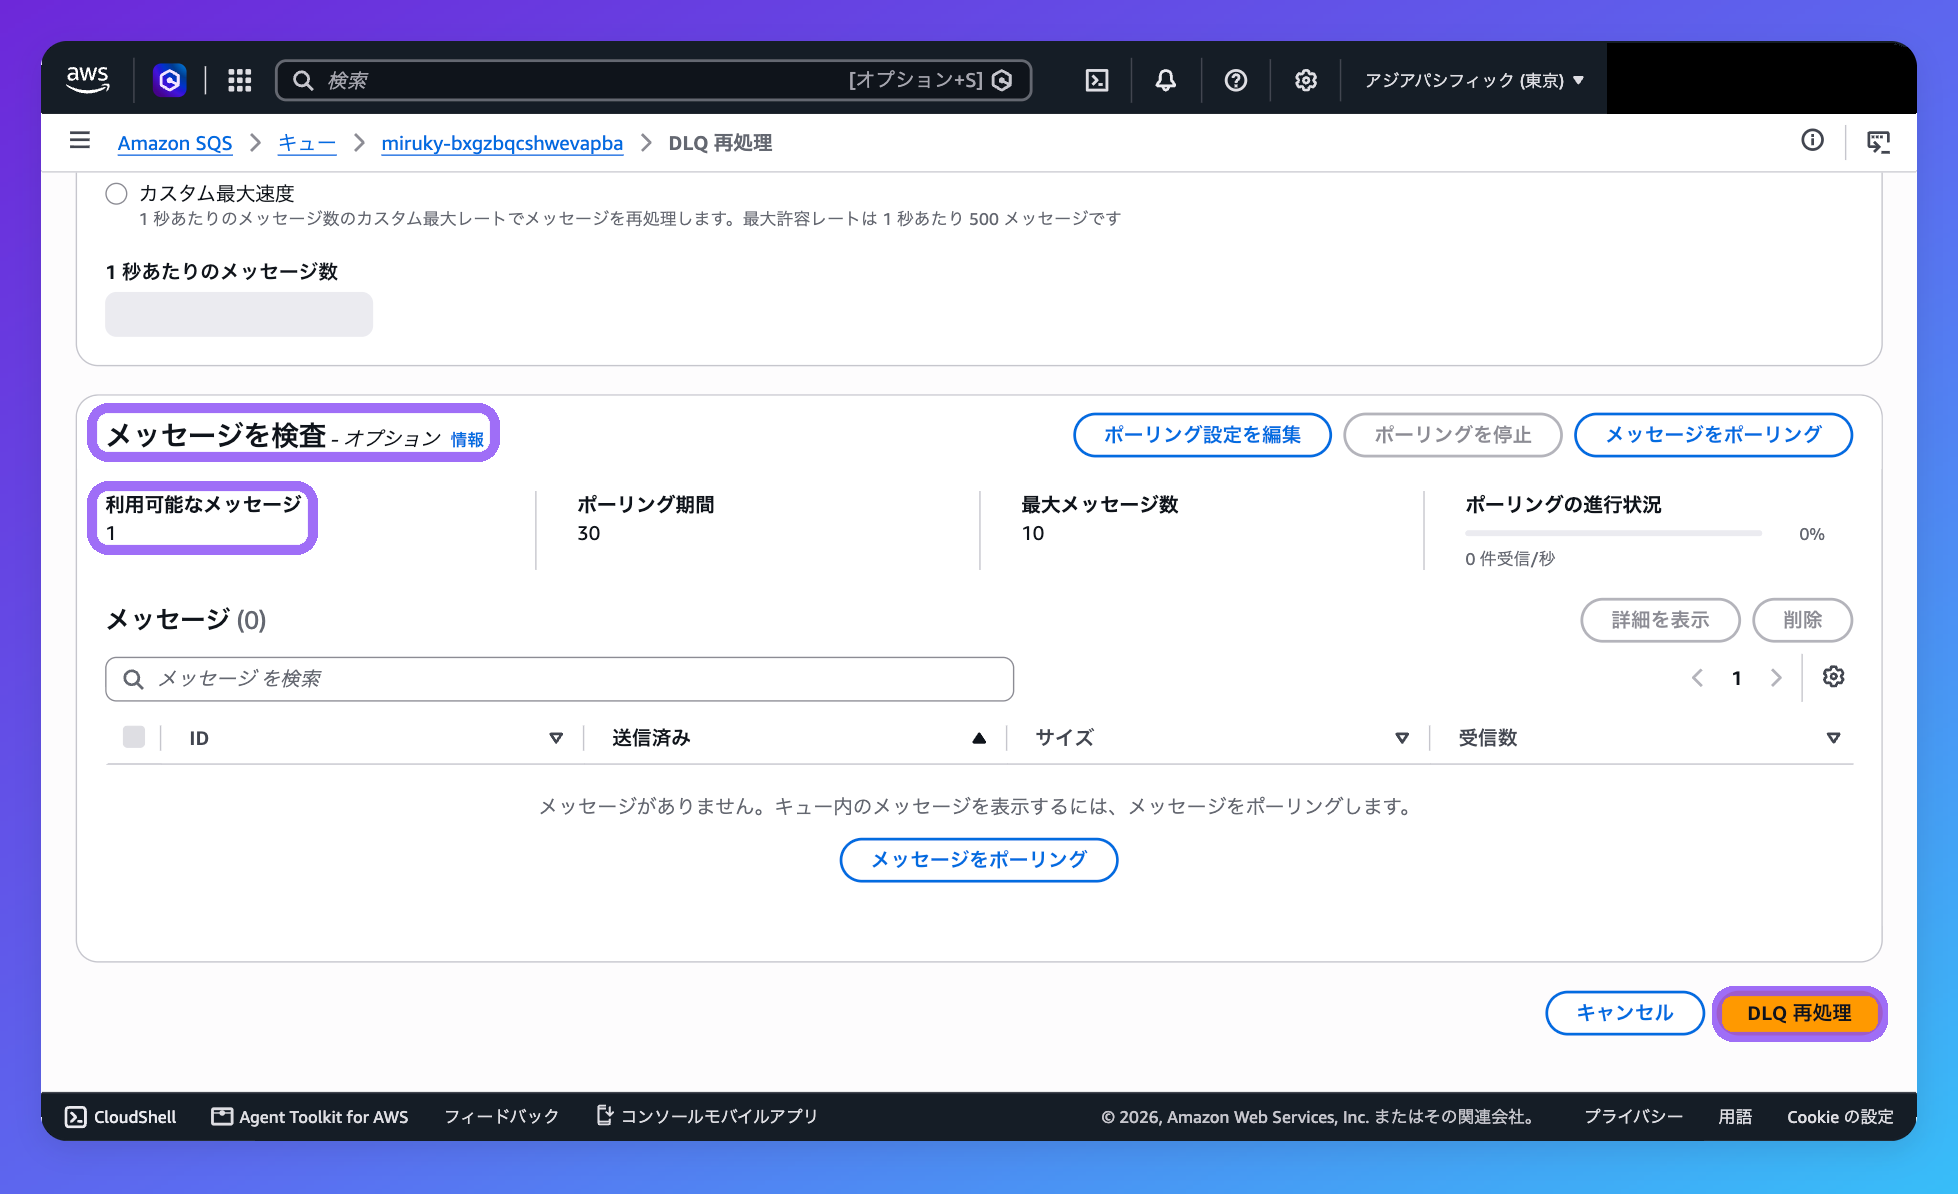 aws
検索
[オプション+S]
アジアパシフィック (東京) ▼
Amazon SQS
キュー
miruky-bxgzbqcshwevapba
DLQ 再処理
カスタム最大速度
1 秒あたりのメッセージ数のカスタム最大レートでメッセージを再処理します。最大許容レートは 1 秒あたり 500 メッセージです
1 秒あたりのメッセージ数
メッセージを検査 - オプション 情報
ポーリング設定を編集
ポーリングを停止
メッセージをポーリング
利用可能なメッセージ
1
ポーリング期間
30
最大メッセージ数
10
ポーリングの進行状況
0%
0 件受信/秒
メッセージ (0)
詳細を表示
削除
メッセージ を検索
1
ID
送信済み
サイズ
受信数
メッセージがありません。キュー内のメッセージを表示するには、メッセージをポーリングします。
メッセージをポーリング
キャンセル
DLQ 再処理
CloudShell
Agent Toolkit for AWS
フィードバック
コンソールモバイルアプリ
© 2026, Amazon Web Services, Inc. またはその関連会社。
プライバシー
用語
Cookie の設定